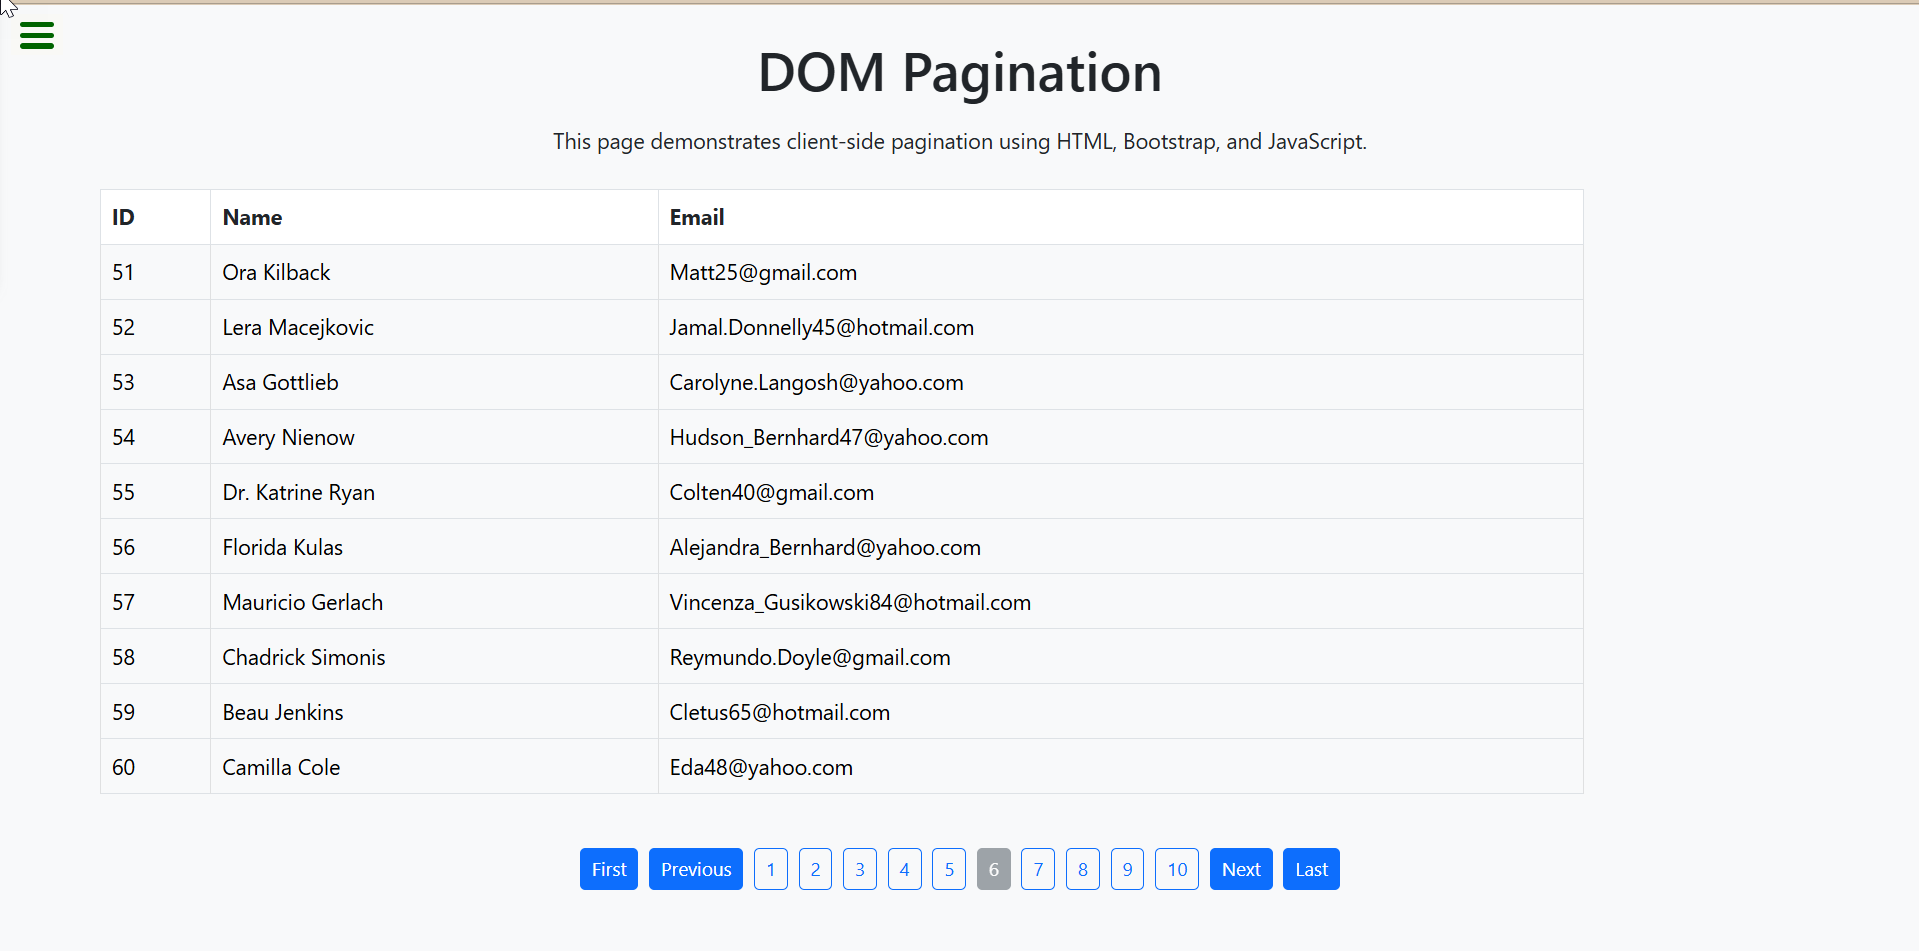 DOM Pagination
This page demonstrates client-side pagination using HTML, Bootstrap, and JavaScript.
ID Name Email
51 Ora Kilback Matt25@gmail.com
52 Lera Macejkovic Jamal.Donnelly45@hotmail.com
53 Asa Gottlieb Carolyne.Langosh@yahoo.com
54 Avery Nienow Hudson_Bernhard47@yahoo.com
55 Dr. Katrine Ryan Colten40@gmail.com
56 Florida Kulas Alejandra_Bernhard@yahoo.com
57 Mauricio Gerlach Vincenza_Gusikowski84@hotmail.com
58 Chadrick Simonis Reymundo.Doyle@gmail.com
59 Beau Jenkins Cletus65@hotmail.com
60 Camilla Cole Eda48@yahoo.com
First Previous 1 2 3 4 5 6 7 8 9 10 Next Last